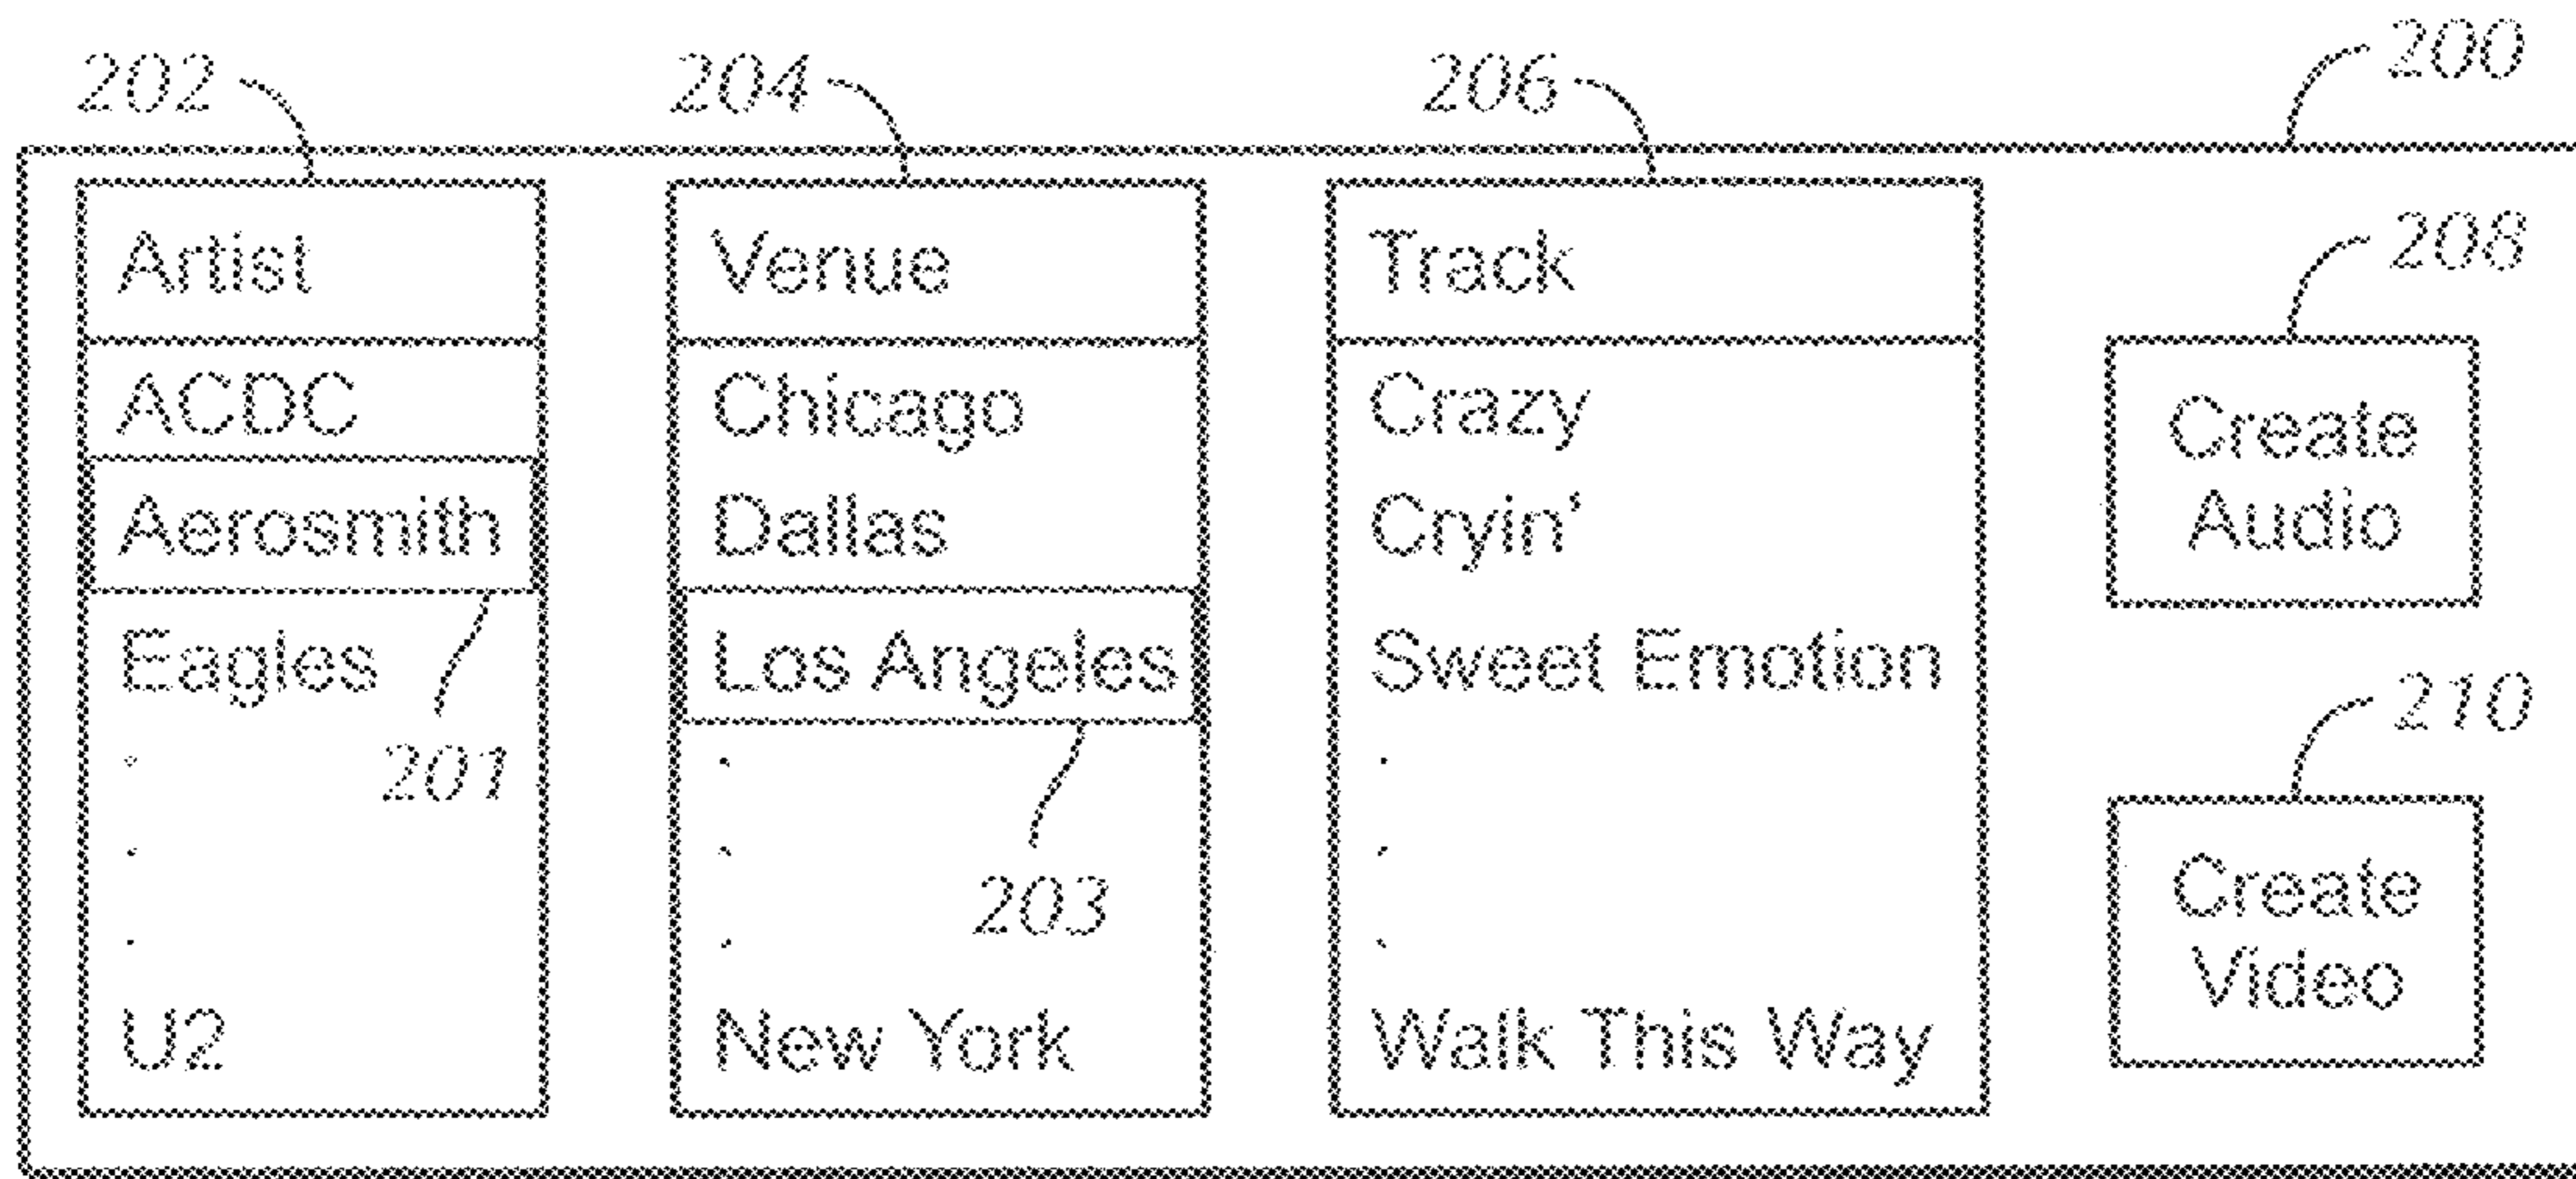 202
204
206
200
Artist
ACDC
Aerosmith
Eagles
.
.
.
U2
201
Venue
Chicago
Dallas
Los Angeles
.
.
.
New York
203
Track
Crazy
Cryin'
Sweet Emotion
.
.
.
Walk This Way
208
Create
Audio
210
Create
Video